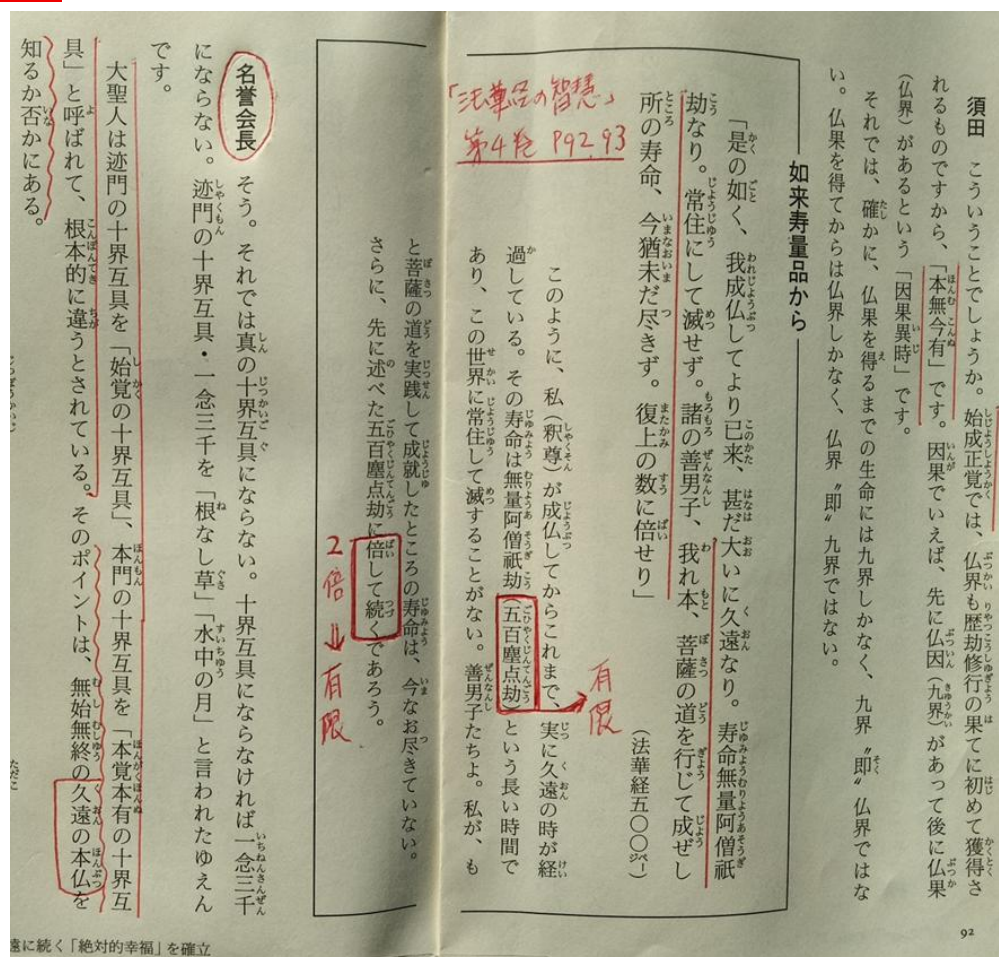 須田　こういうことでしょうか。始成正覚では、仏界も歴劫修行の果てに初めて獲得さ
れるものですから、「本無今有」です。因果でいえば、先に仏因（九界）があって後に仏果
（仏界）があるという「因果異時」です。
それでは、確かに、仏果を得るまでの生命には九界しかなく、九界〝即〟仏界ではな
い。仏果を得てからは仏界しかなく、仏界〝即〟九界ではない。
如来寿量品から
「是の如く、我成仏してより已来、甚だ大いに久遠なり。寿命無量阿僧祇
劫なり。常住にして滅せず。諸の善男子、我れ本、菩薩の道を行じて成ぜし
所の寿命、今猶未だ尽きず。復上の数に倍せり」
（法華経五〇〇㌻）
「法華経の智慧」
第4巻 P92.93
このように、私（釈尊）が成仏してからこれまで、実に久遠の時が経
過している。その寿命は無量阿僧祇劫（五百塵点劫）という長い時間で
あり、この世界に常住して滅することがない。善男子たちよ。私が、も
有限
と菩薩の道を実践して成就したところの寿命は、今なお尽きていない。
さらに、先に述べた五百塵点劫に倍して続くであろう。
2倍⇓有限
名誉会長　そう。それでは真の十界互具にならない。十界互具にならなければ一念三千
にならない。迹門の十界互具・一念三千を「根なし草」「水中の月」と言われたゆえん
です。
大聖人は迹門の十界互具を「始覚の十界互具」、本門の十界互具を「本覚本有の十界互
具」と呼ばれて、根本的に違うとされている。そのポイントは、無始無終の久遠の本仏を
知るか否かにある。
92
遠に続く「絶対的幸福」を確立